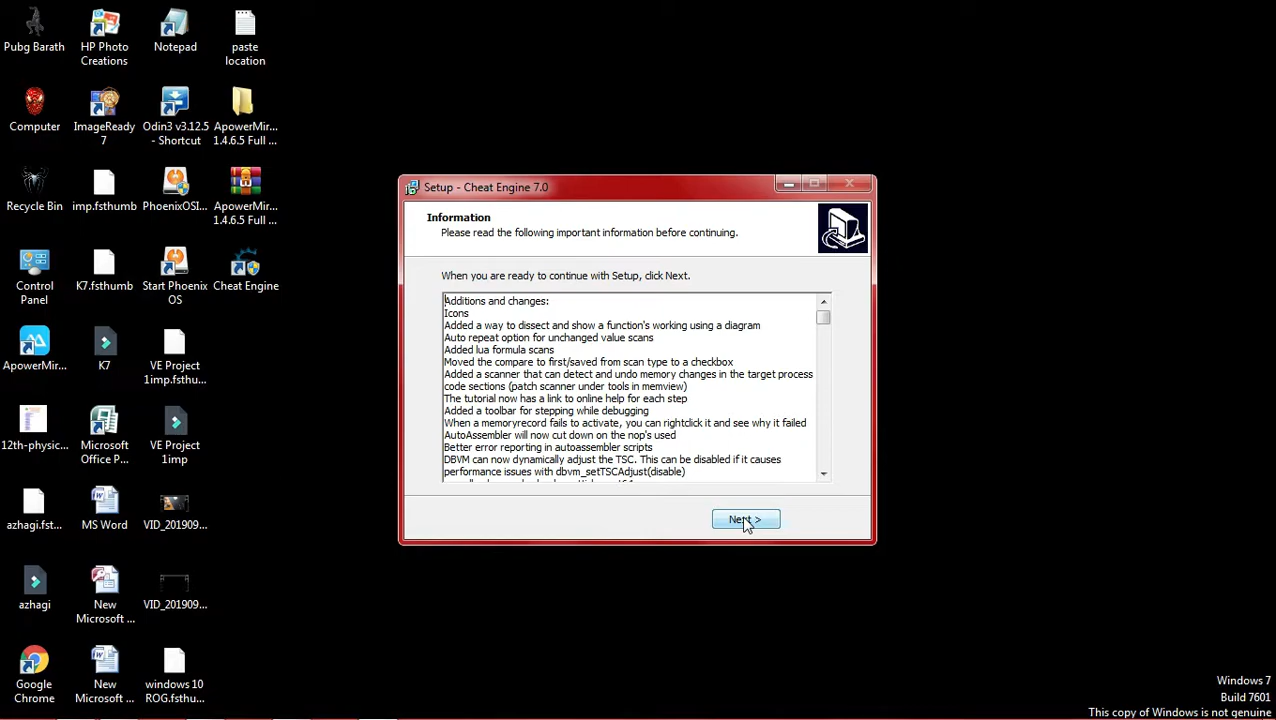 Pubg Barath
HP Photo
Creations
Notepad
paste
location
Computer
ImageReady
7
Odin3 v3.12.5
- Shortcut
ApowerMir...
1.4.6.5 Full ...
Recycle Bin
imp.fsthumb
PhoenixOSI...
ApowerMir...
1.4.6.5 Full ...
Control
Panel
K7.fsthumb
Start Phoenix
OS
Cheat Engine
ApowerMir...
K7
VE Project
1imp.fsthu...
12th-physic...
Microsoft
Office P...
VE Project
1imp
azhagi.fst...
MS Word
VID_201909...
azhagi
New
Microsoft ...
VID_201909...
Google
Chrome
New
Microsoft ...
windows 10
ROG.fsthu...
Setup - Cheat Engine 7.0
Information
Please read the following important information before continuing.
When you are ready to continue with Setup, click Next.
Additions and changes:
Icons
Added a way to dissect and show a function's working using a diagram
Auto repeat option for unchanged value scans
Added lua formula scans
Moved the compare to first/saved from scan type to a checkbox
Added a scanner that can detect and undo memory changes in the target process
code sections (patch scanner under tools in memview)
The tutorial now has a link to online help for each step
Added a toolbar for stepping while debugging
When a memoryrecord fails to activate, you can rightclick it and see why it failed
AutoAssembler will now cut down on the nop's used
Better error reporting in autoassembler scripts
DBVM can now dynamically adjust the TSC. This can be disabled if it causes
performance issues with dbvm_setTSCAdjust(disable)
Next >
Windows 7
Build 7601
This copy of Windows is not genuine